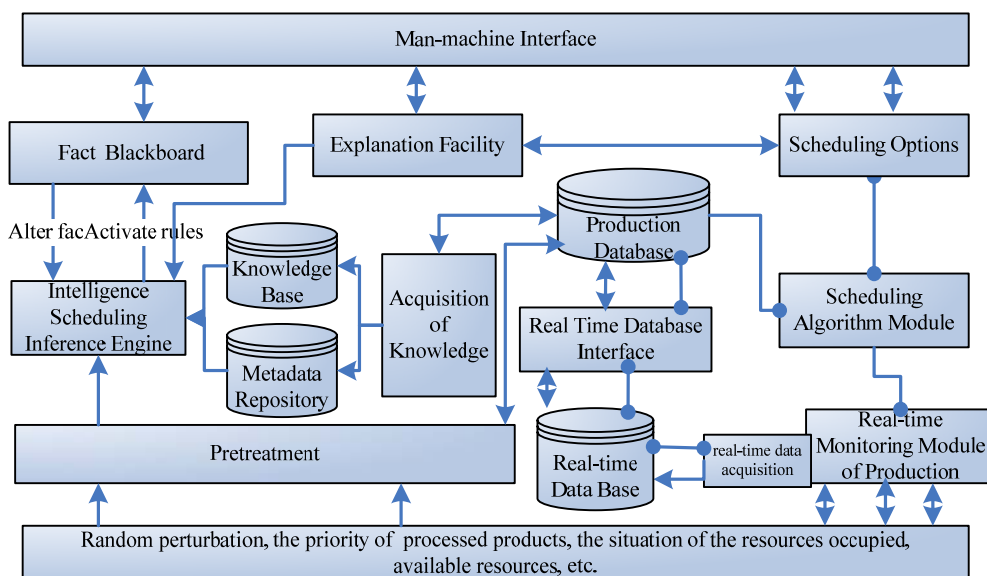 Man-machine Interface
Fact Blackboard
Explanation Facility
Scheduling Options
Production
Database
Alter facActivate rules
Knowledge
Base
Intelligence
Scheduling
Inference Engine
Acquisition
of
Knowledge
Scheduling
Algorithm Module
Real Time Database
Interface
Metadata
Repository
Real-time
Monitoring Module
of Production
Pretreatment
real-time data
acquisition
Real-time
Data Base
Random perturbation, the priority of processed products, the situation of the resources occupied,
available resources, etc.